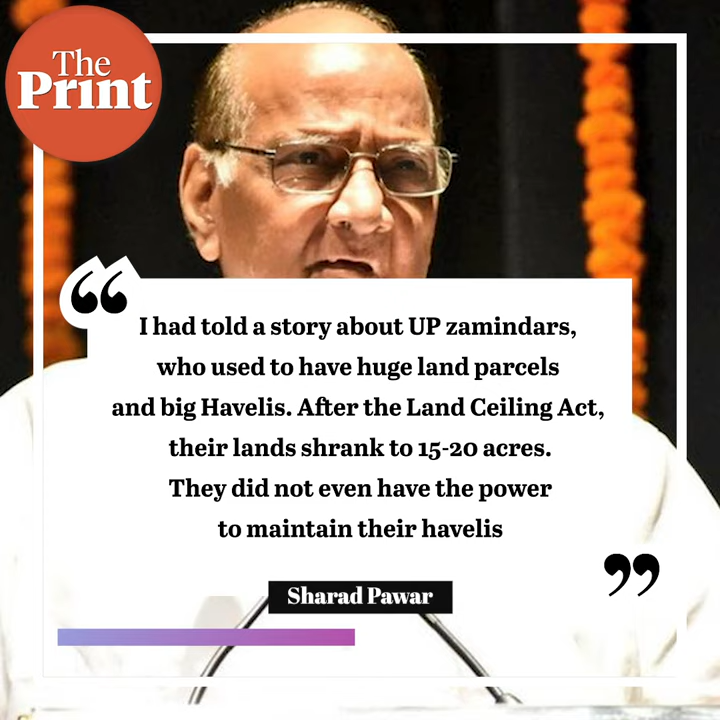 The
Print
“
I had told a story about UP zamindars,
who used to have huge land parcels
and big Havelis. After the Land Ceiling Act,
their lands shrank to 15-20 acres.
They did not even have the power
to maintain their havelis
”
Sharad Pawar